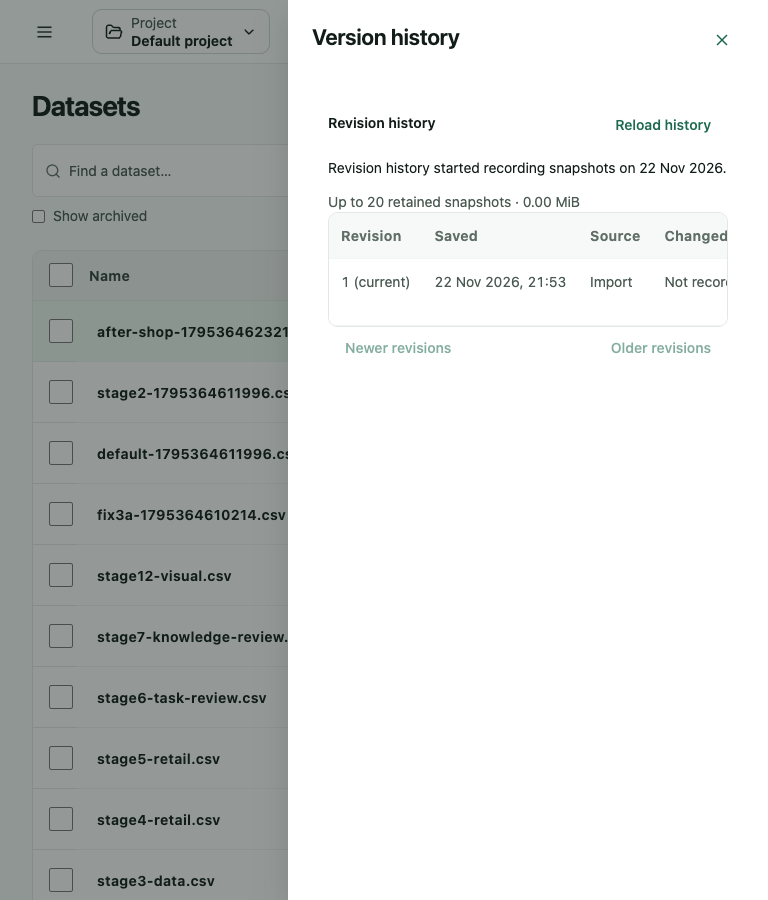 Project
Default project
Datasets
Find a dataset...
Show archived
Name
after-shop-179536462321
stage2-1795364611996.cs
default-1795364611996.cs
fix3a-1795364610214.csv
stage12-visual.csv
stage7-knowledge-review.
stage6-task-review.csv
stage5-retail.csv
stage4-retail.csv
stage3-data.csv
Version history
Revision history
Reload history
Revision history started recording snapshots on 22 Nov 2026.
Up to 20 retained snapshots · 0.00 MiB
Revision Saved Source Changed
1 (current) 22 Nov 2026, 21:53 Import Not recor
Newer revisions
Older revisions